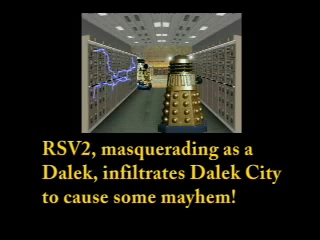 RSV2, masquerading as a
Dalek, infiltrates Dalek City
to cause some mayhem!